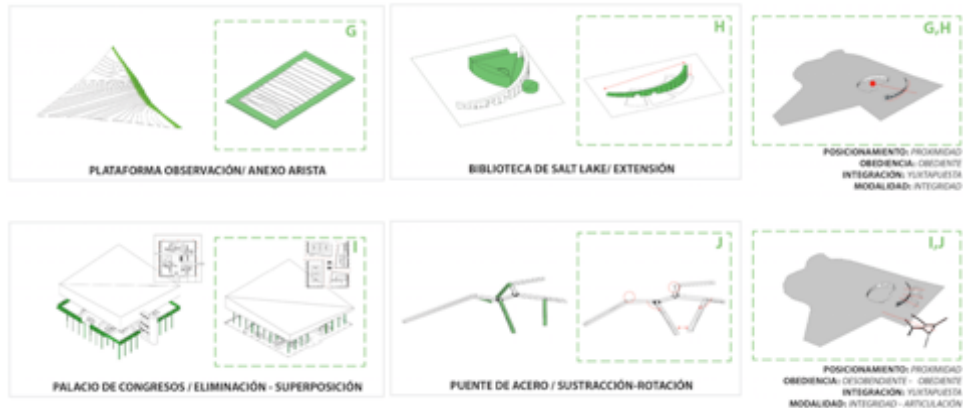 G
H
G,H
PLATAFORMA OBSERVACIÓN/ ANEXO ARISTA
BIBLIOTECA DE SALT LAKE/ EXTENSIÓN
POSICIONAMIENTO: PROXIMIDAD
OBEDIENCIA: OBEDIENTE
INTEGRACIÓN: YUXTAPUESTA
MODALIDAD: INTEGRIDAD
I
J
I,J
PALACIO DE CONGRESOS / ELIMINACIÓN - SUPERPOSICIÓN
PUENTE DE ACERO / SUSTRACCIÓN-ROTACIÓN
POSICIONAMIENTO: PROXIMIDAD
OBEDIENCIA: DESOBENDIENTE - OBEDIENTE
INTEGRACIÓN: YUXTAPUESTA
MODALIDAD: INTEGRIDAD - ARTICULACIÓN